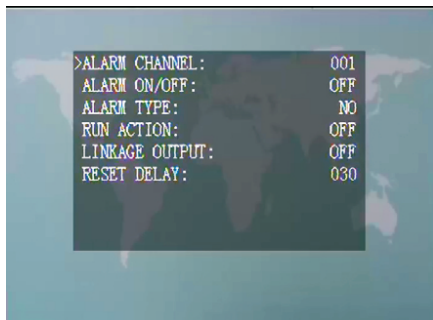 >ALARM CHANNEL: 001
ALARM ON/OFF: OFF
ALARM TYPE: NO
RUN ACTION: OFF
LINKAGE OUTPUT: OFF
RESET DELAY: 030